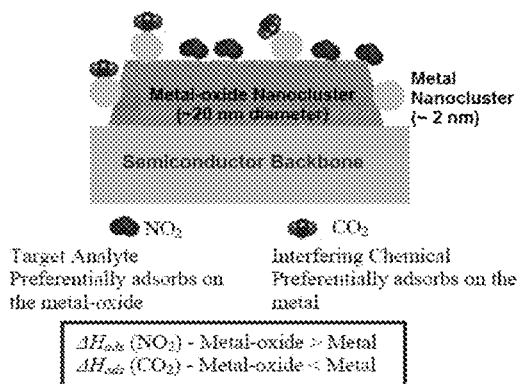 Metal-oxide Nanocluster
(~20 nm diameter)
Metal
Nanocluster
(~ 2 nm)
Semiconductor Backbone
NO₂
Target Analyte
Preferentially adsorbs on
the metal-oxide
CO₂
Interfering Chemical
Preferentially adsorbs on the
metal
ΔHads (NO₂) - Metal-oxide > Metal
ΔHads (CO₂) - Metal-oxide < Metal